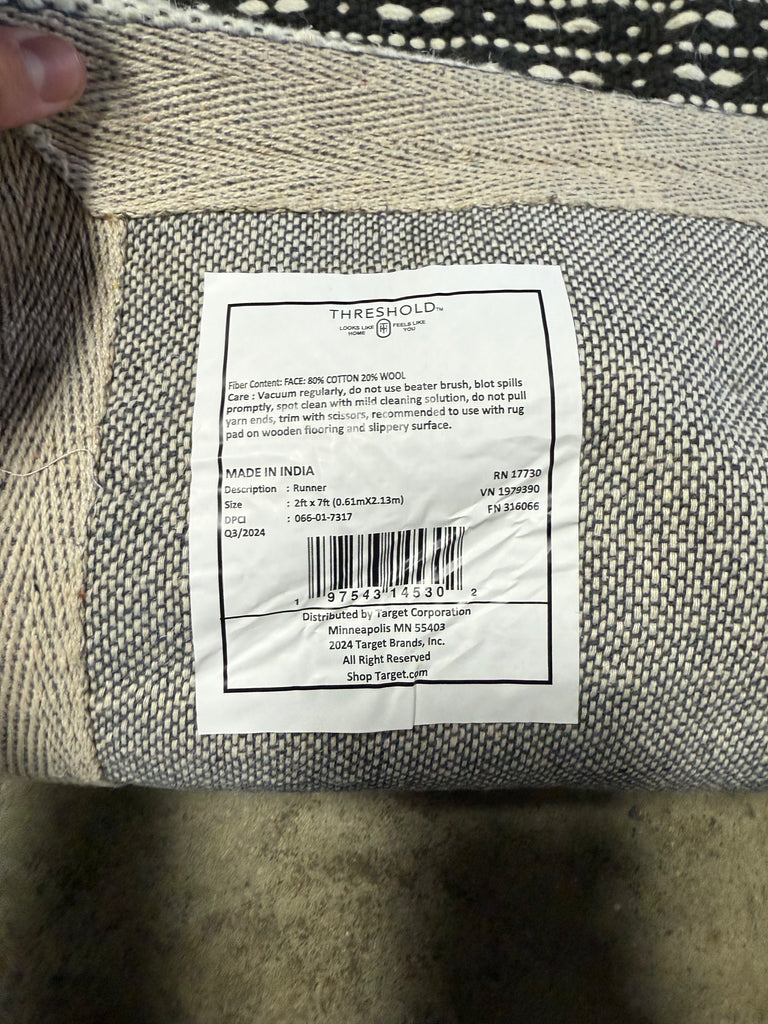 THRESHOLD™
LOOKS LIKE HOME TH FEELS LIKE YOU
Fiber Content: FACE: 80% COTTON 20% WOOL
Care : Vacuum regularly, do not use beater brush, blot spills
promptly, spot clean with mild cleaning solution, do not pull
yarn ends, trim with scissors, recommended to use with rug
pad on wooden flooring and slippery surface.
MADE IN INDIA
RN 17730
Description : Runner
VN 1979390
Size : 2ft x 7ft (0.61mX2.13m)
FN 316066
DPCI : 066-01-7317
Q3/2024
1 97543 14530 2
Distributed by Target Corporation
Minneapolis MN 55403
2024 Target Brands, Inc.
All Right Reserved
Shop Target.com